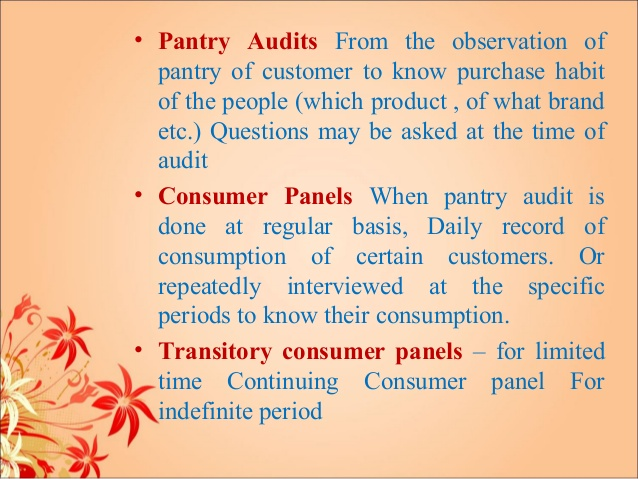 • Pantry Audits From the observation of
pantry of customer to know purchase habit
of the people (which product , of what brand
etc.) Questions may be asked at the time of
audit
• Consumer Panels When pantry audit is
done at regular basis, Daily record of
consumption of certain customers. Or
repeatedly interviewed at the specific
periods to know their consumption.
• Transitory consumer panels – for limited
time Continuing Consumer panel For
indefinite period